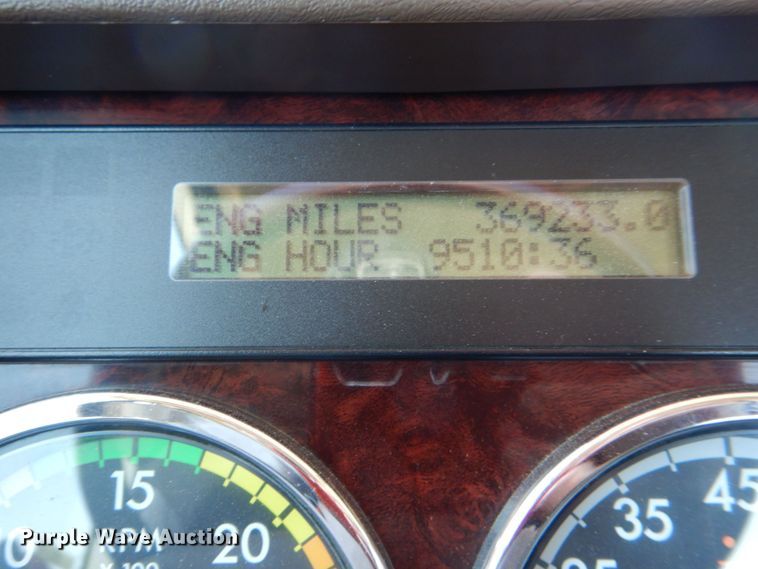 ENG MILES 369233.0
ENG HOUR 9510:36
15
20
RPM
X 100
35
45
Purple Wave Auction